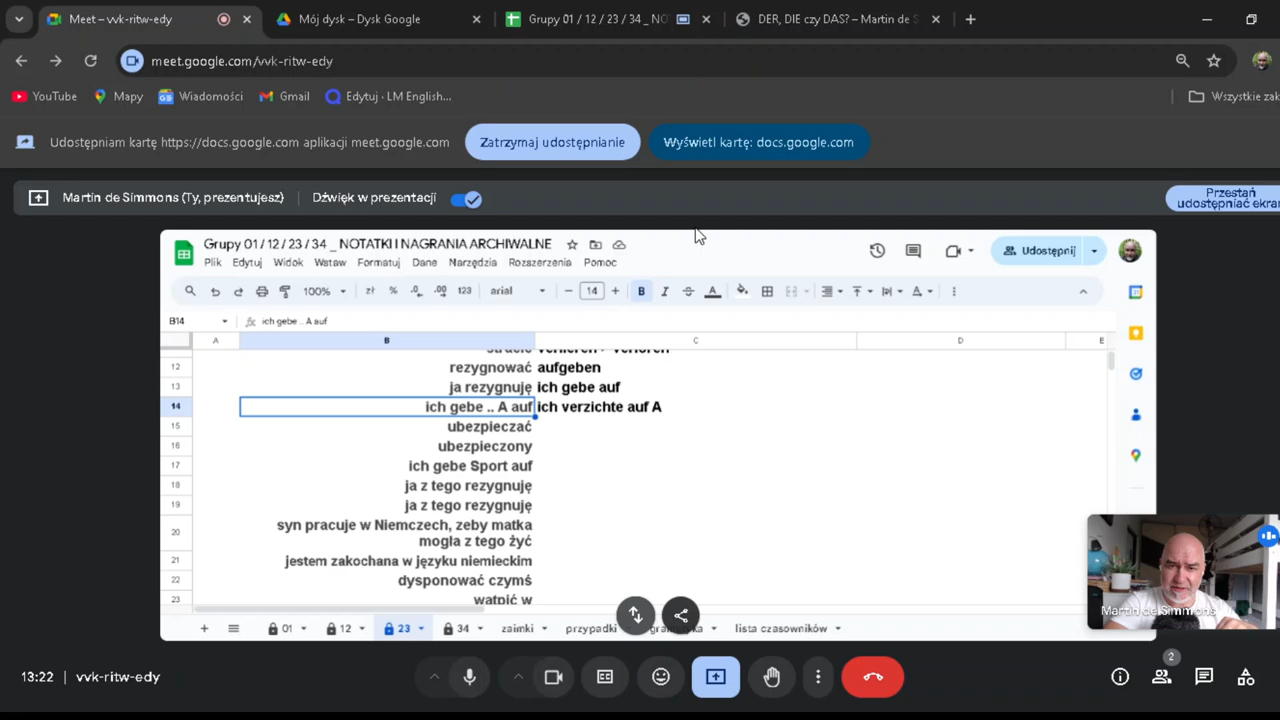 Meet – vvk-ritw-edy
Mój dysk – Dysk Google
Grupy 01 / 12 / 23 / 34 _ NO
DER, DIE czy DAS? – Martin de S
meet.google.com/vvk-ritw-edy
YouTube Mapy Wiadomości Gmail Edytuj · LM English...
Wszystkie zak
Udostępniam kartę https://docs.google.com aplikacji meet.google.com
Zatrzymaj udostępnianie
Wyświetl kartę: docs.google.com
Martin de Simmons (Ty, prezentujesz)
Dźwięk w prezentacji
Przestań
udostępniać ekran
Grupy 01 / 12 / 23 / 34 _ NOTATKI I NAGRANIA ARCHIWALNE
Plik Edytuj Widok Wstaw Formatuj Dane Narzędzia Rozszerzenia Pomoc
Udostępnij
100% zł % .0 .00 123 arial 14 B I S A
B14 fx ich gebe .. A auf
A B C D E
verlieren > verloren
12 rezygnować aufgeben
13 ja rezygnuję ich gebe auf
14 ich gebe .. A auf ich verzichte auf A
15 ubezpieczać
16 ubezpieczony
17 ich gebe Sport auf
18 ja z tego rezygnuję
19 ja z tego rezygnuję
20 syn pracuje w Niemczech, zeby matka
mogła z tego żyć
21 jestem zakochana w języku niemieckim
22 dysponować czymś
23 wątpić w
01 12 23 34 zaimki przypadki lista czasowników
Martin de Simmons
13:22 vvk-ritw-edy
2